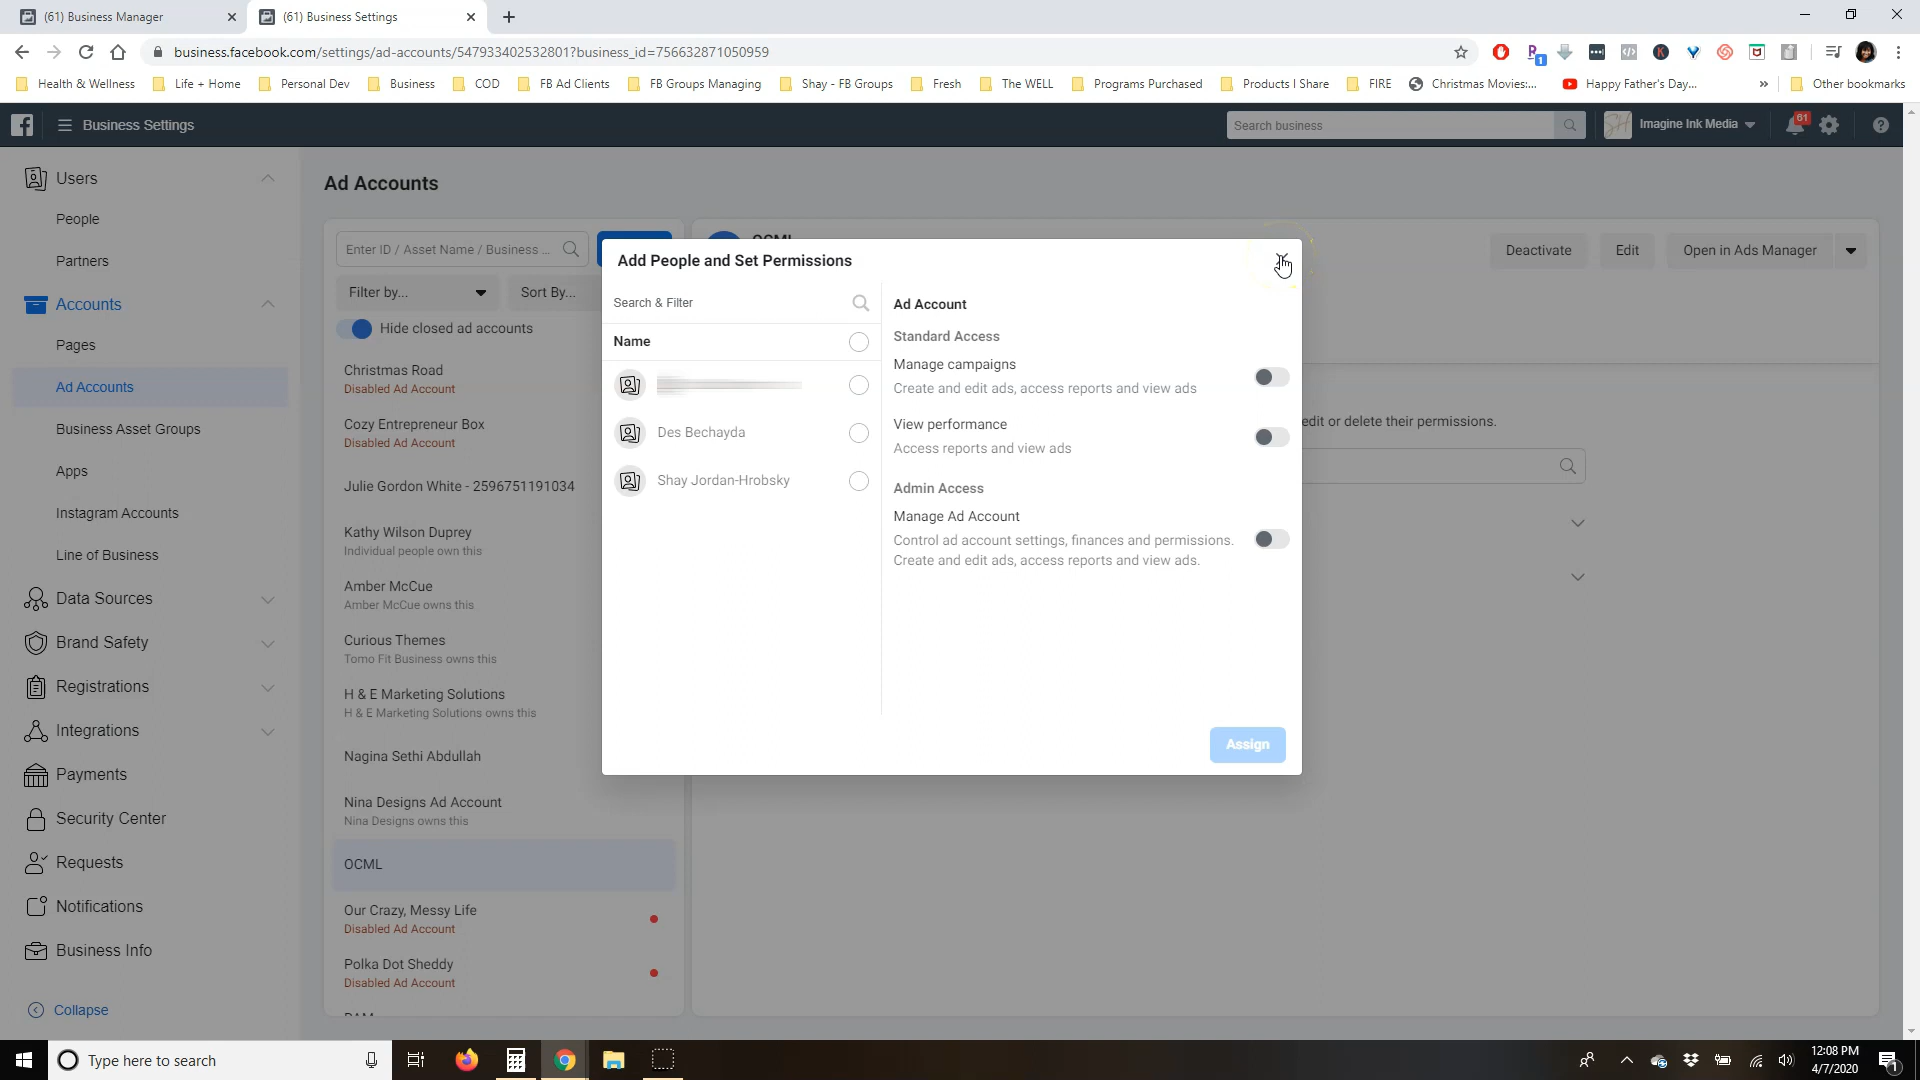 (61) Business Manager
(61) Business Settings
business.facebook.com/settings/ad-accounts/547933402532801?business_id=756632871050959
1
Health & Wellness
Life + Home
Personal Dev
Business
COD
FB Ad Clients
FB Groups Managing
Shay - FB Groups
Fresh
The WELL
Programs Purchased
Products I Share
FIRE
Christmas Movies:...
Happy Father's Day...
»
Other bookmarks
Business Settings
Search business
Imagine Ink Media
61
Users
People
Partners
Accounts
Pages
Ad Accounts
Business Asset Groups
Apps
Instagram Accounts
Line of Business
Data Sources
Brand Safety
Registrations
Integrations
Payments
Security Center
Requests
Notifications
Business Info
Collapse
Ad Accounts
Enter ID / Asset Name / Business ...
Filter by...
Sort By...
Hide closed ad accounts
Christmas Road
Disabled Ad Account
Cozy Entrepreneur Box
Disabled Ad Account
Julie Gordon White - 2596751191034
Kathy Wilson Duprey
Individual people own this
Amber McCue
Amber McCue owns this
Curious Themes
Tomo Fit Business owns this
H & E Marketing Solutions
H & E Marketing Solutions owns this
Nagina Sethi Abdullah
Nina Designs Ad Account
Nina Designs owns this
OCML
Our Crazy, Messy Life
Disabled Ad Account
Polka Dot Sheddy
Disabled Ad Account
OCML
Deactivate
Edit
Open in Ads Manager
edit or delete their permissions.
Add People and Set Permissions
Search & Filter
Name
Des Bechayda
Shay Jordan-Hrobsky
Ad Account
Standard Access
Manage campaigns
Create and edit ads, access reports and view ads
View performance
Access reports and view ads
Admin Access
Manage Ad Account
Control ad account settings, finances and permissions.
Create and edit ads, access reports and view ads.
Assign
Type here to search
12:08 PM
4/7/2020
1